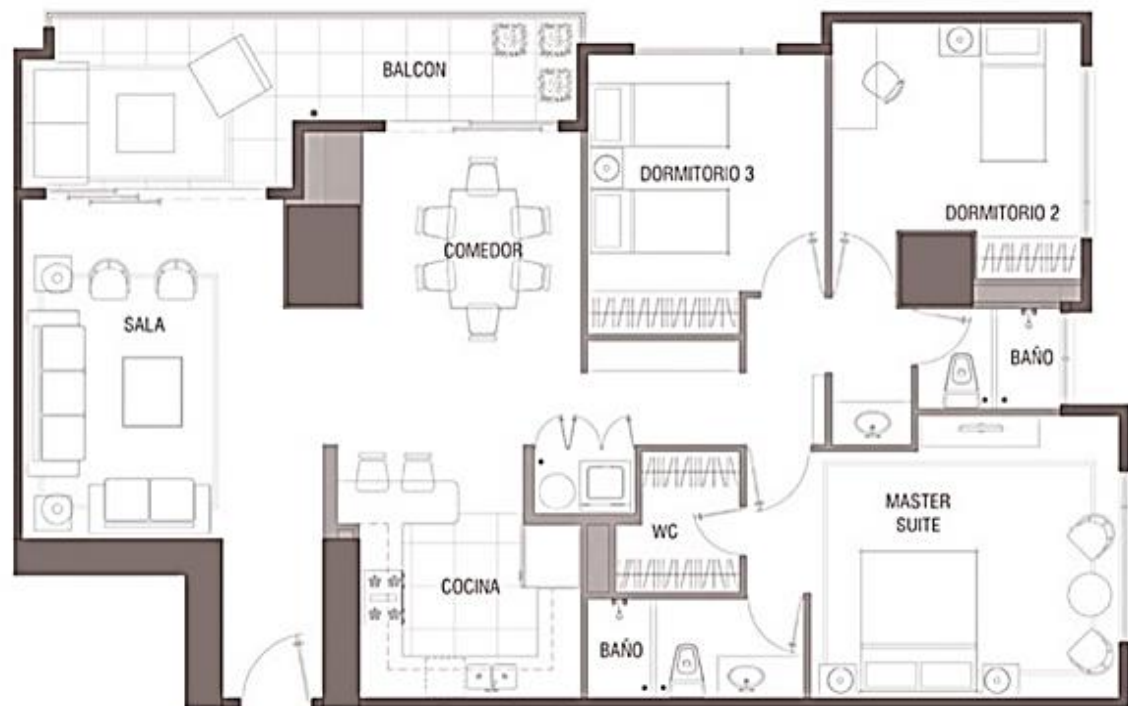 BALCON
DORMITORIO 3
DORMITORIO 2
COMEDOR
SALA
BAÑO
MASTER
SUITE
WC
COCINA
BAÑO